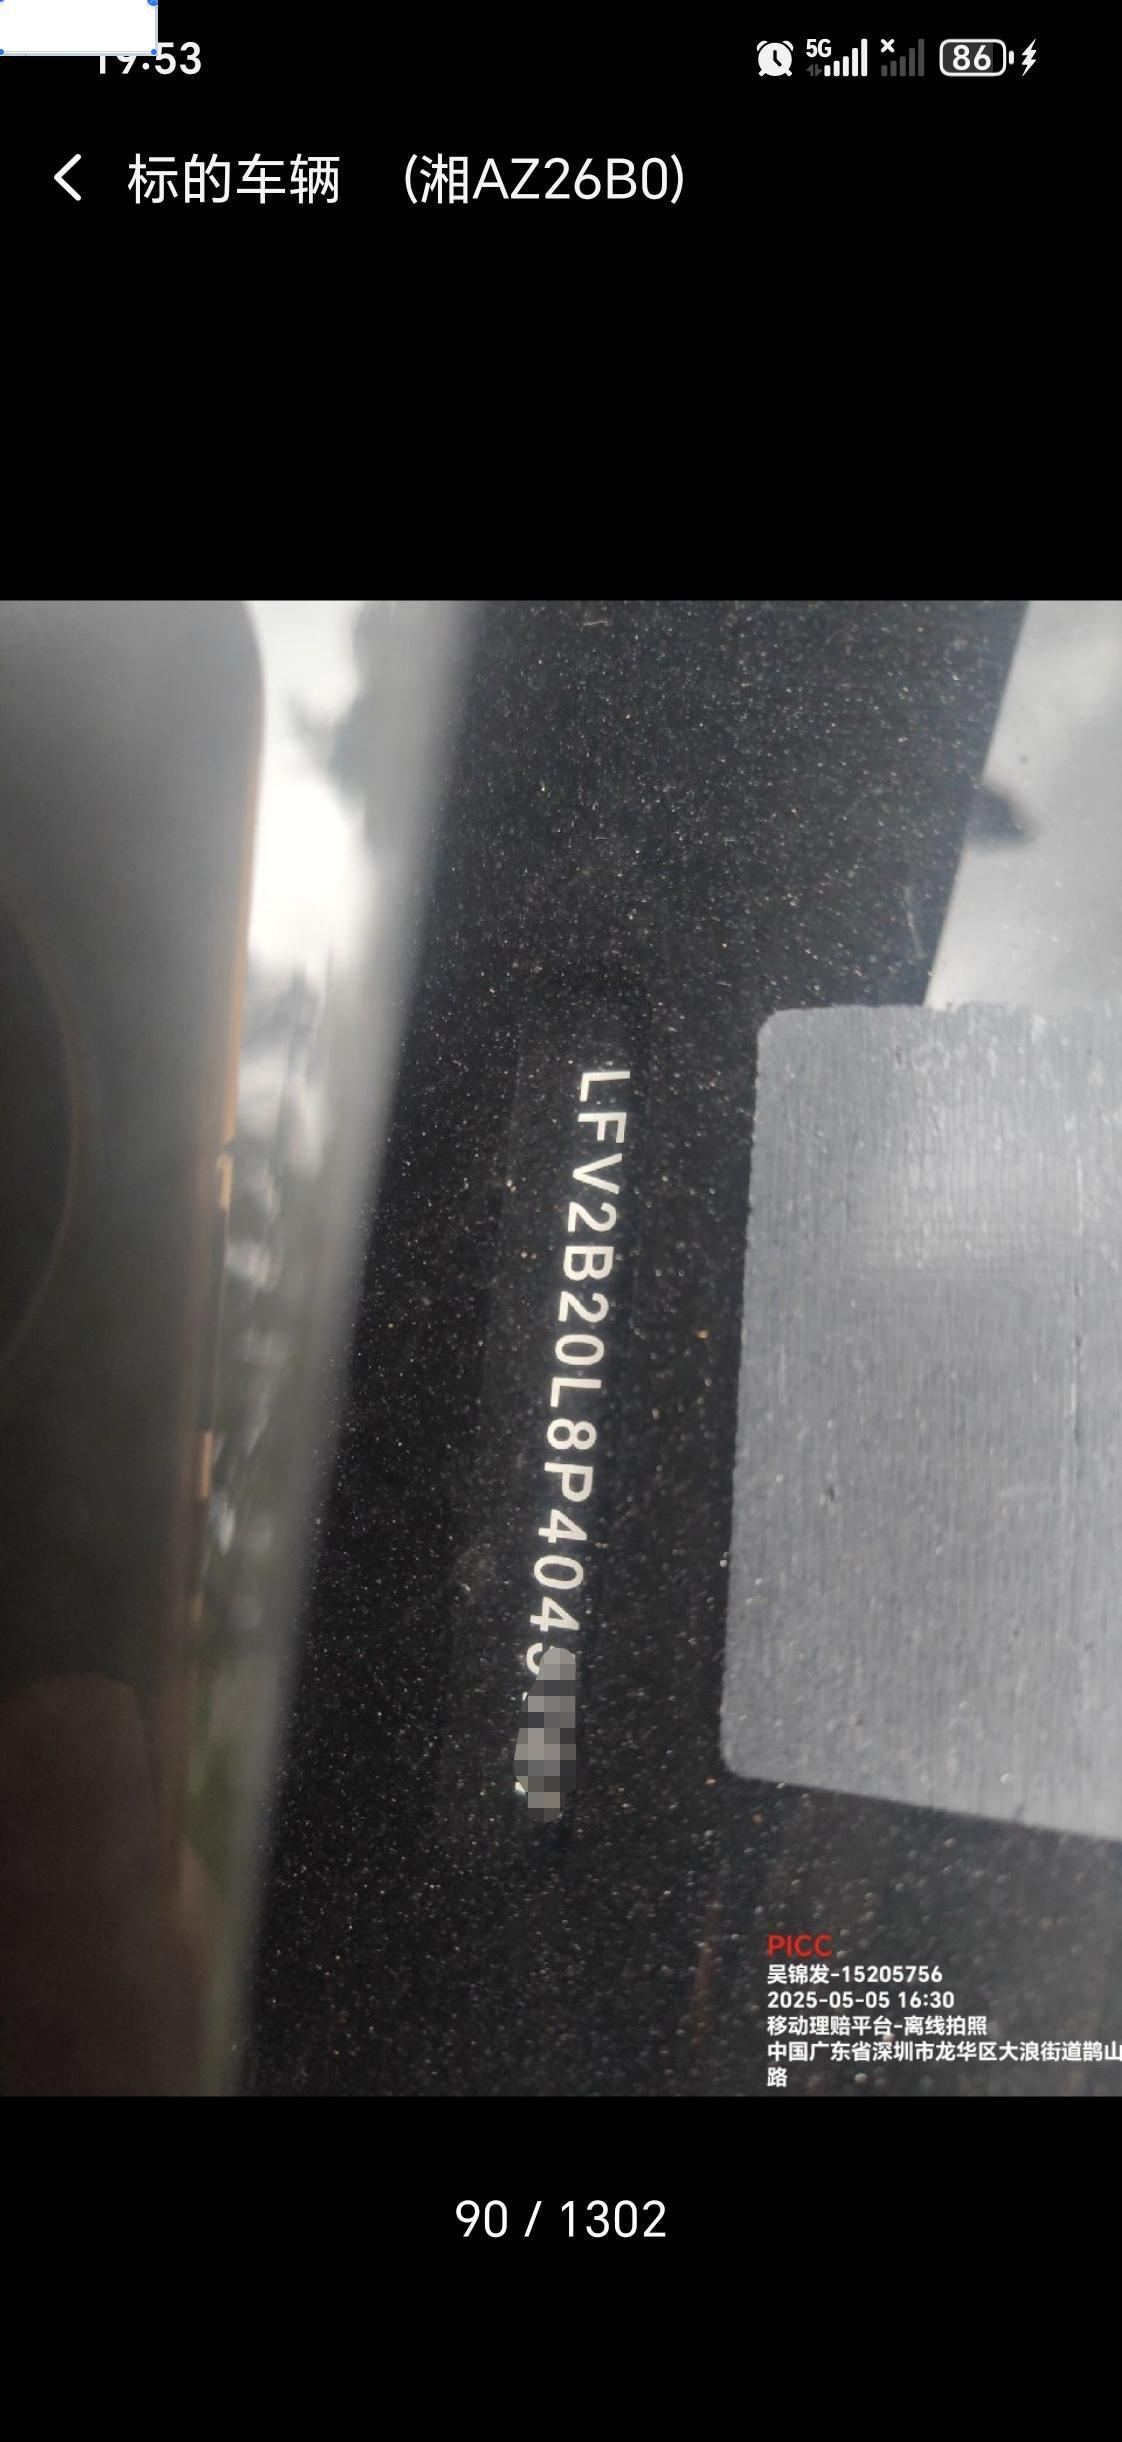 19:53
5G
86
标的车辆 (湘AZ26B0)
LFV2B20L8P404
PICC
吴锦发-15205756
2025-05-05 16:30
移动理赔平台-离线拍照
中国广东省深圳市龙华区大浪街道鹊山
路
90 / 1302